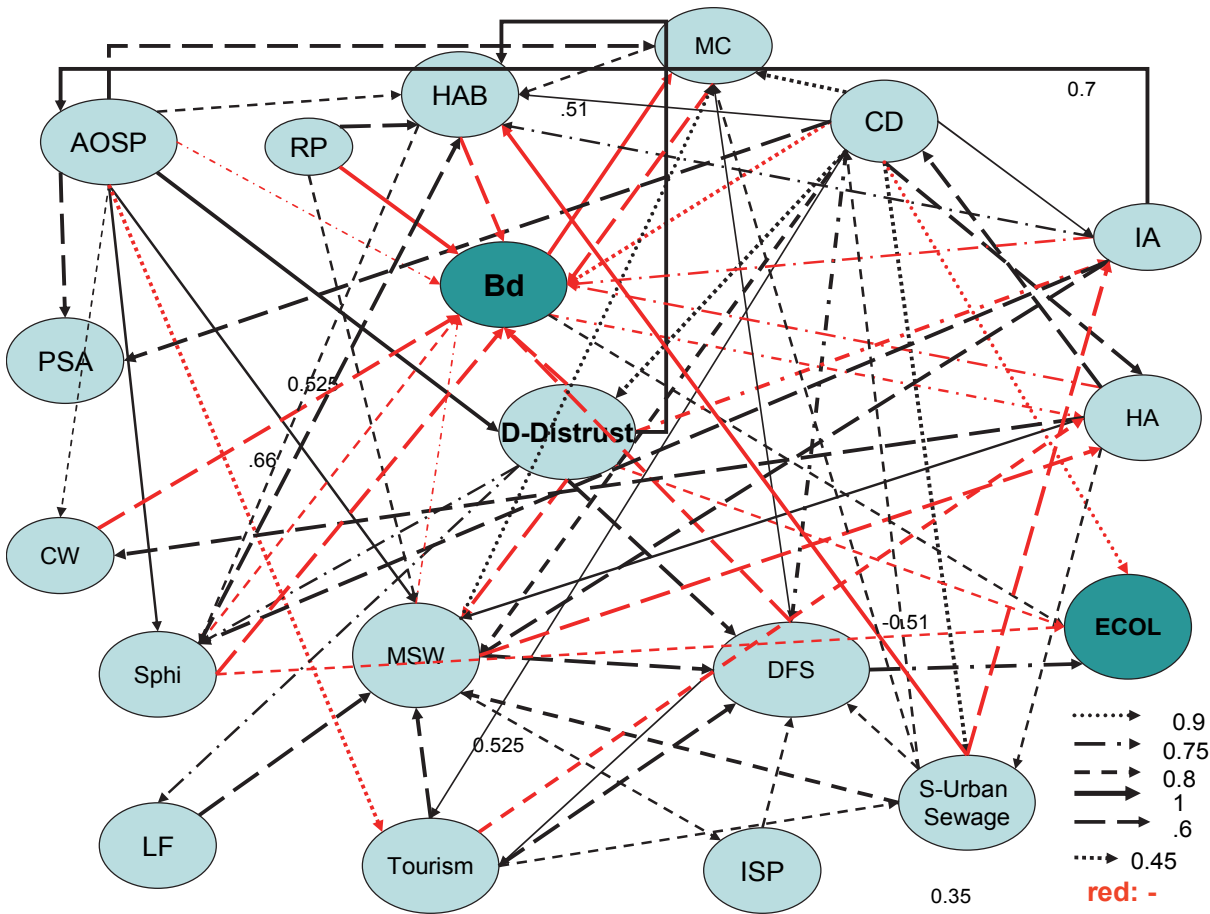 MC
HAB
0.7
.51
CD
AOSP
RP
IA
Bd
PSA
0.525
HA
D-Distrust
.66
CW
-0.51
ECOL
MSW
Sphi
DFS
0.9
0.525
0.75
0.8
S-Urban
Sewage
1
.6
LF
Tourism
ISP
0.45
0.35
red: -